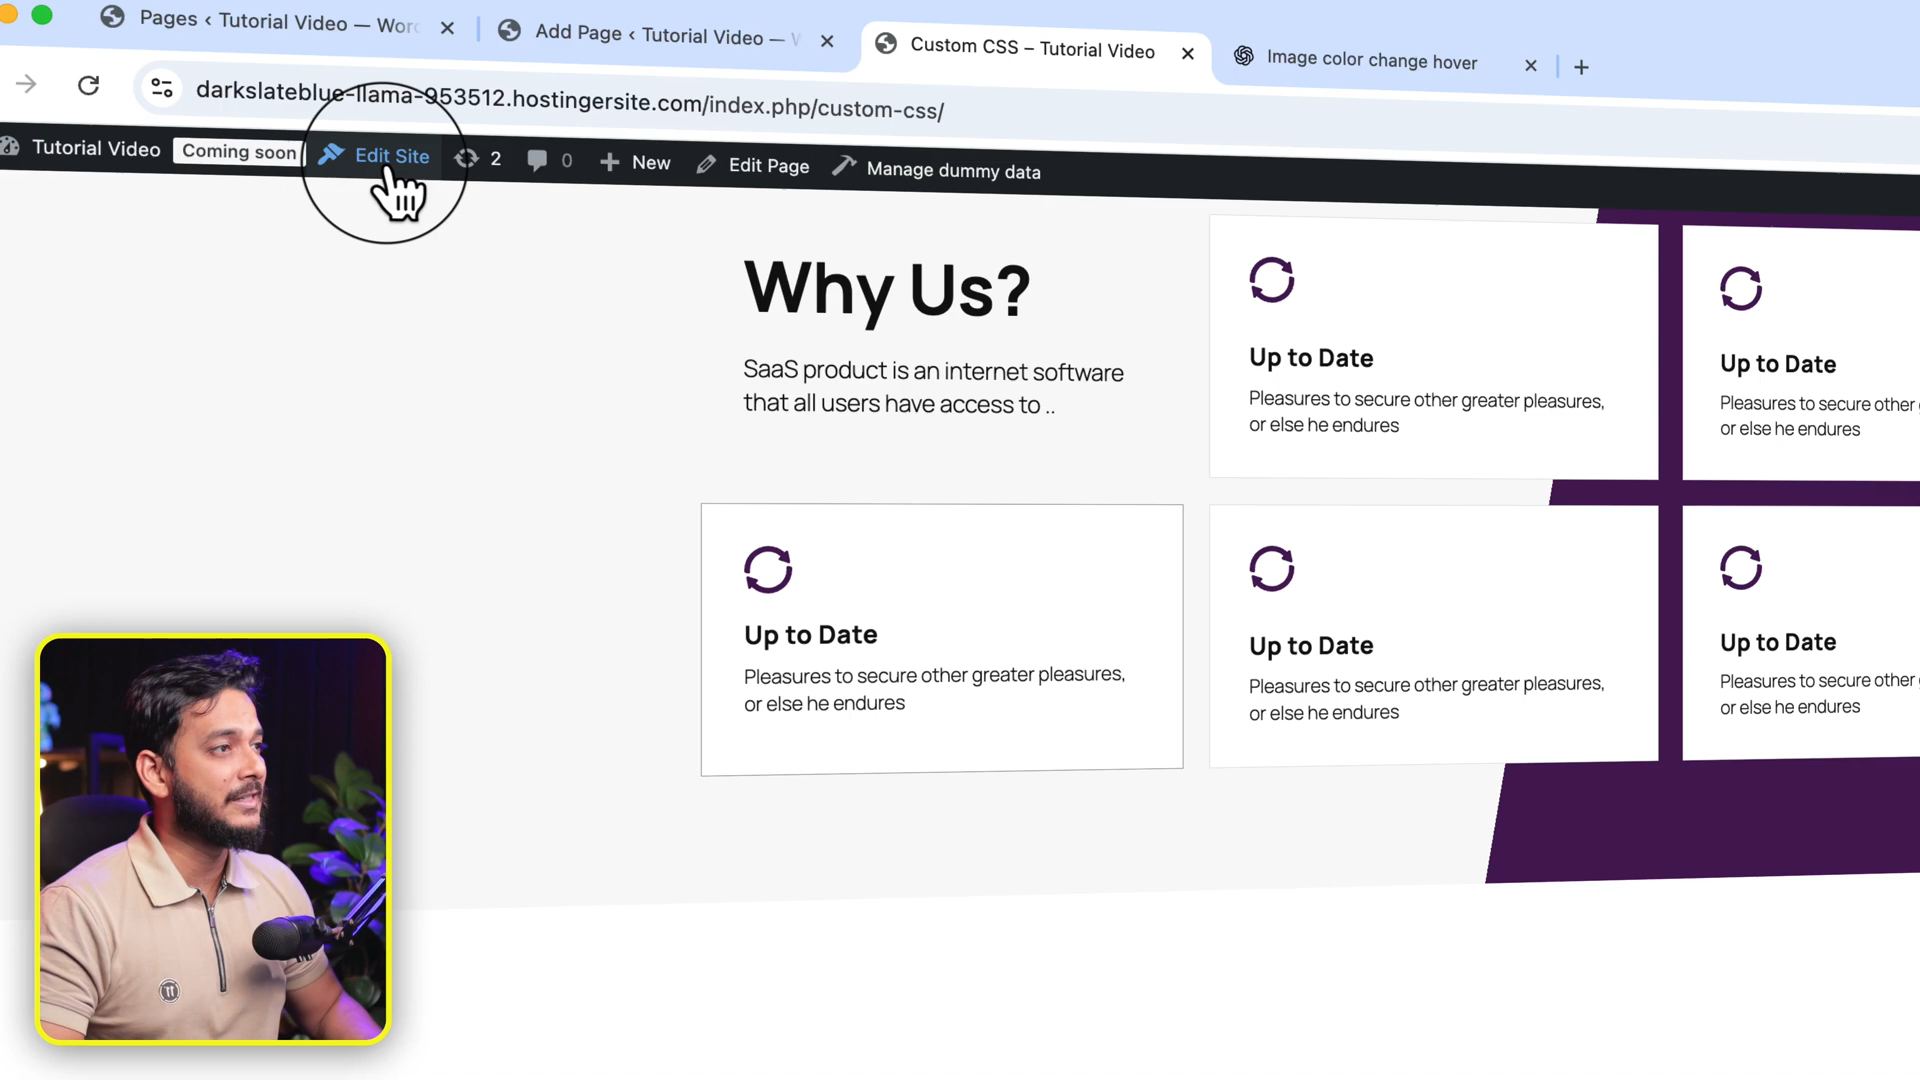 Pages ‹ Tutorial Video — Wor
Add Page ‹ Tutorial Video —
Custom CSS – Tutorial Video
Image color change hover
darkslateblue-llama-953512.hostingersite.com/index.php/custom-css/
Tutorial Video Coming soon Edit Site 2 0 New Edit Page Manage dummy data
Why Us?
SaaS product is an internet software
that all users have access to ..
Up to Date
Pleasures to secure other greater pleasures,
or else he endures
Up to Date
Pleasures to secure other
or else he endures
Up to Date
Pleasures to secure other greater pleasures,
or else he endures
Up to Date
Pleasures to secure other greater pleasures,
or else he endures
Up to Date
Pleasures to secure other
or else he endures